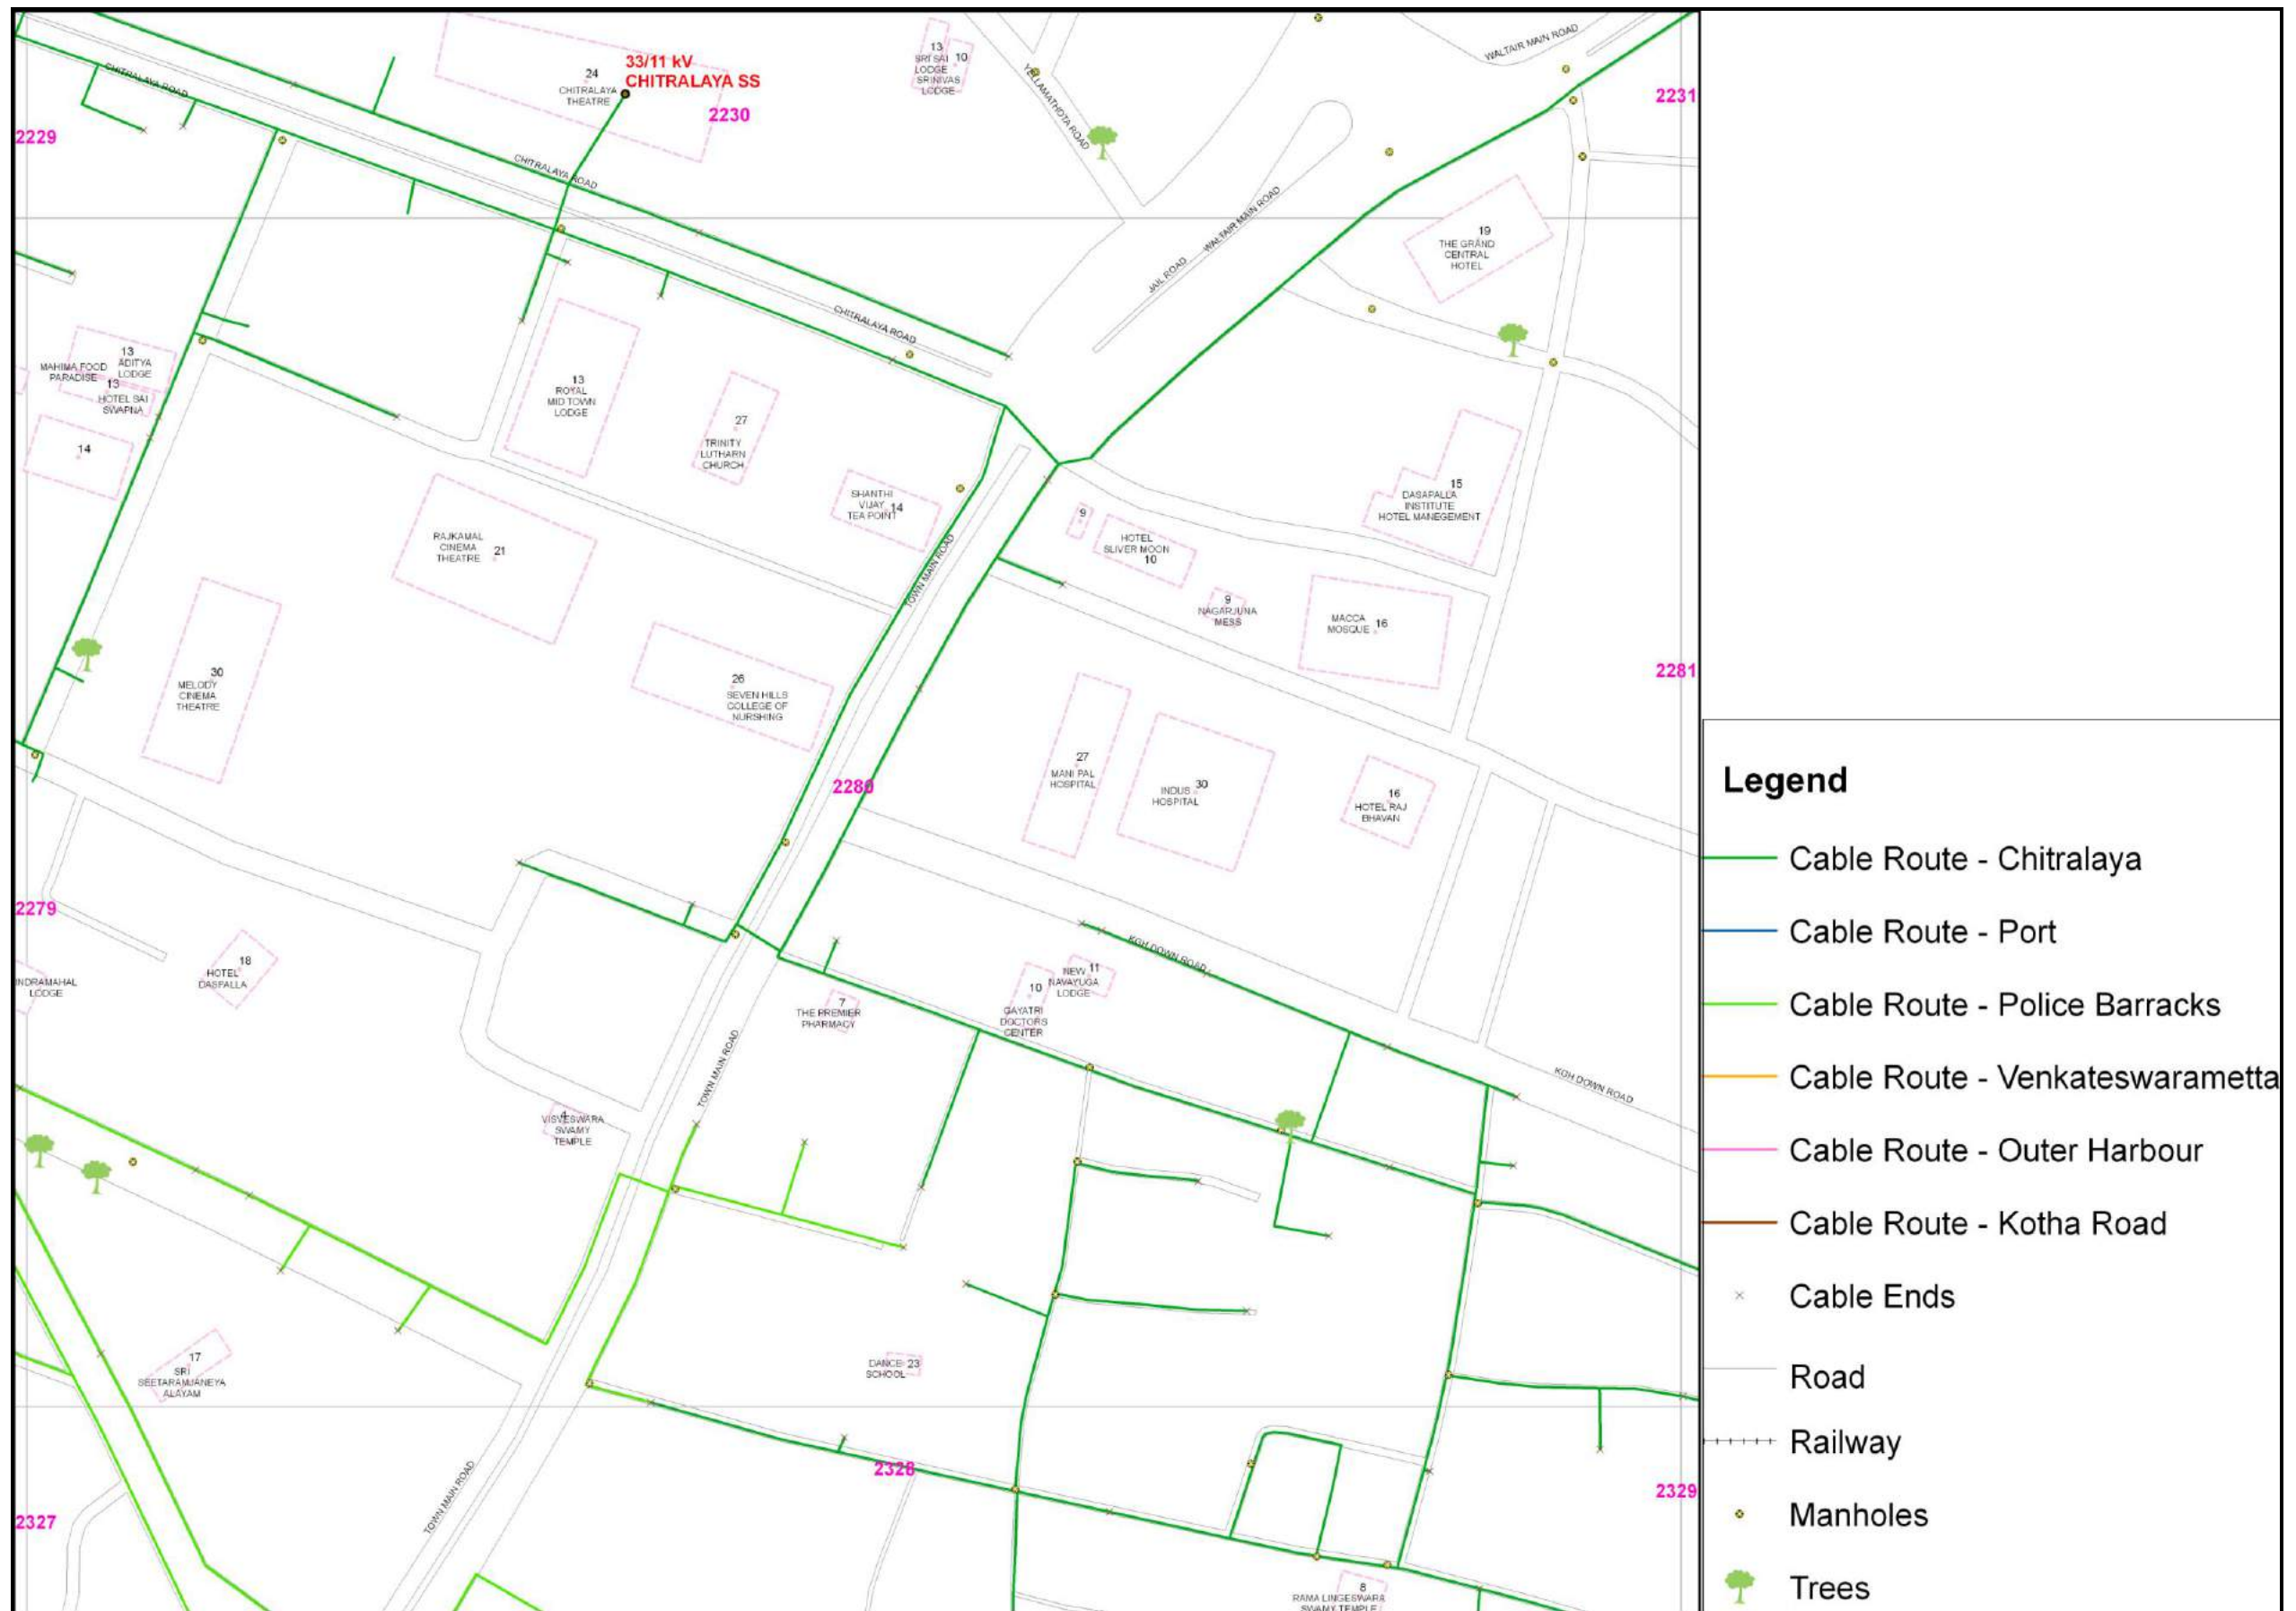 WALTAIR MAIN ROAD
33/11 kV
CHITRALAYA SS
24
CHITRALAYA
THEATRE
13
SRI SAI
LODGE
10
SRINIVAS
LODGE
YELLAMATHOTA ROAD
CHITRALAYA ROAD
2229
2230
2231
CHITRALAYA ROAD
WALTAIR MAIN ROAD
JAIL ROAD
19
THE GRAND
CENTRAL
HOTEL
CHITRALAYA ROAD
13
ADITYA
LODGE
MAHIMA FOOD
PARADISE
13
HOTEL SAI
SWAPNA
14
13
ROYAL
MID TOWN
LODGE
27
TRINITY
LUTHARN
CHURCH
SHANTHI
VIJAY
TEA POINT
14
15
DASAPALLA
INSTITUTE
HOTEL MANEGEMENT
9
HOTEL
SLIVER MOON
10
RAJKAMAL
CINEMA
THEATRE
21
TOWN MAIN ROAD
9
NAGARJUNA
MESS
MACCA
MOSQUE
16
2281
30
MELODY
CINEMA
THEATRE
26
SEVEN HILLS
COLLEGE OF
NURSHING
2280
27
MANI PAL
HOSPITAL
INDUS
HOSPITAL
30
16
HOTEL RAJ
BHAVAN
2279
HOTEL
DASPALLA
18
INDRAMAHAL
LODGE
KGH DOWN ROAD
NEW
NAVAYUGA
LODGE
11
10
GAYATRI
DOCTORS
CENTER
7
THE PREMIER
PHARMACY
TOWN MAIN ROAD
KGH DOWN ROAD
4
VISVESWARA
SWAMY
TEMPLE
17
SRI
SEETARAMJANEYA
ALAYAM
DANCE
SCHOOL
23
2327
2328
2329
TOWN MAIN ROAD
8
RAMA LINGESWARA
SWAMY TEMPLE
Legend
Cable Route - Chitralaya
Cable Route - Port
Cable Route - Police Barracks
Cable Route - Venkateswarametta
Cable Route - Outer Harbour
Cable Route - Kotha Road
Cable Ends
Road
Railway
Manholes
Trees